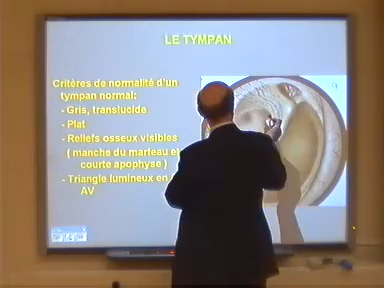 LE TYMPAN
Critères de normalité d'un
tympan normal:
- Gris, translucide
- Plat
- Reliefs osseux visibles
( manche du marteau et
courte apophyse )
- Triangle lumineux en
AV